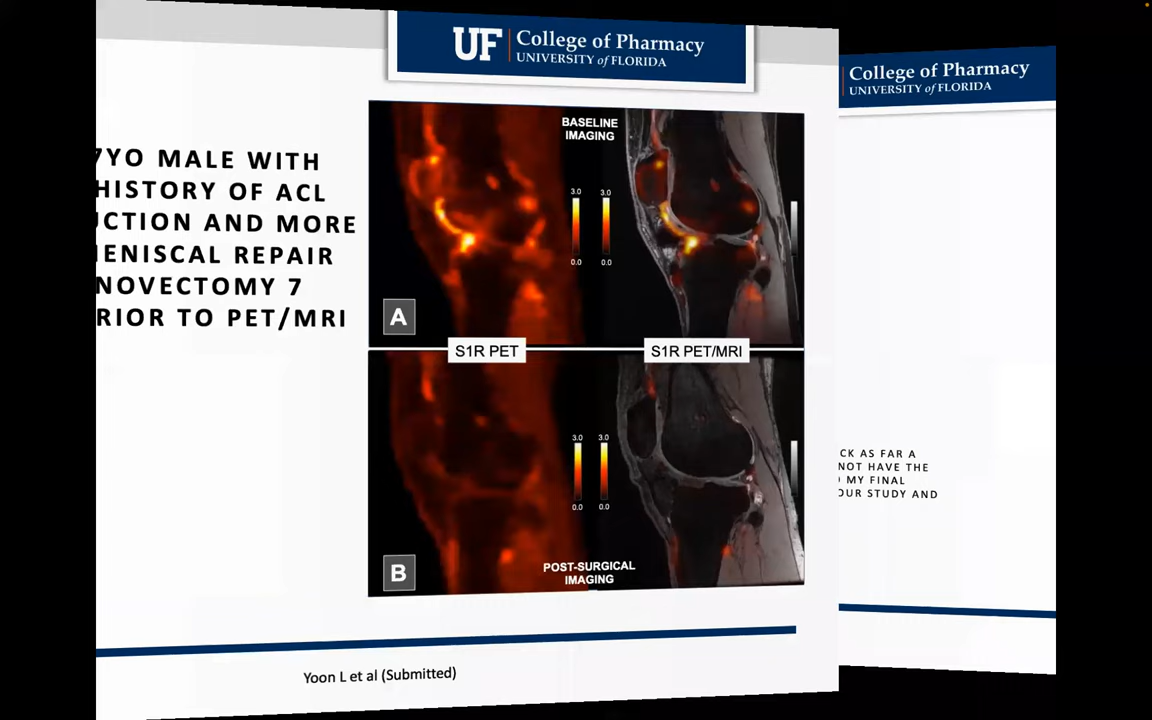 UF College of Pharmacy
UNIVERSITY of FLORIDA
7YO MALE WITH
HISTORY OF ACL
UCTION AND MORE
ENISCAL REPAIR
NOVECTOMY 7
RIOR TO PET/MRI
BASELINE
IMAGING
3.0 3.0
0.0 0.0
A
S1R PET S1R PET/MRI
3.0 3.0
0.0 0.0
B
POST-SURGICAL
IMAGING
Yoon L et al (Submitted)
College of Pharmacy
UNIVERSITY of FLORIDA
CK AS FAR A
NOT HAVE THE
MY FINAL
OUR STUDY AND